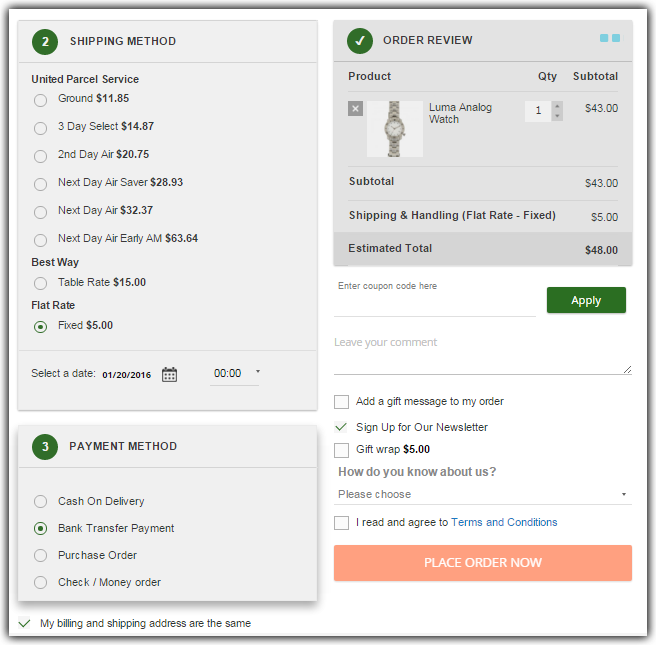 2 SHIPPING METHOD
United Parcel Service
Ground $11.85
3 Day Select $14.87
2nd Day Air $20.75
Next Day Air Saver $28.93
Next Day Air $32.37
Next Day Air Early AM $63.64
Best Way
Table Rate $15.00
Flat Rate
Fixed $5.00
Select a date: 01/20/2016 00:00
3 PAYMENT METHOD
Cash On Delivery
Bank Transfer Payment
Purchase Order
Check / Money order
My billing and shipping address are the same
ORDER REVIEW
Product Qty Subtotal
Luma Analog 1 $43.00
Watch
Subtotal $43.00
Shipping & Handling (Flat Rate - Fixed) $5.00
Estimated Total $48.00
Enter coupon code here
Apply
Leave your comment
Add a gift message to my order
Sign Up for Our Newsletter
Gift wrap $5.00
How do you know about us?
Please choose
I read and agree to Terms and Conditions
PLACE ORDER NOW